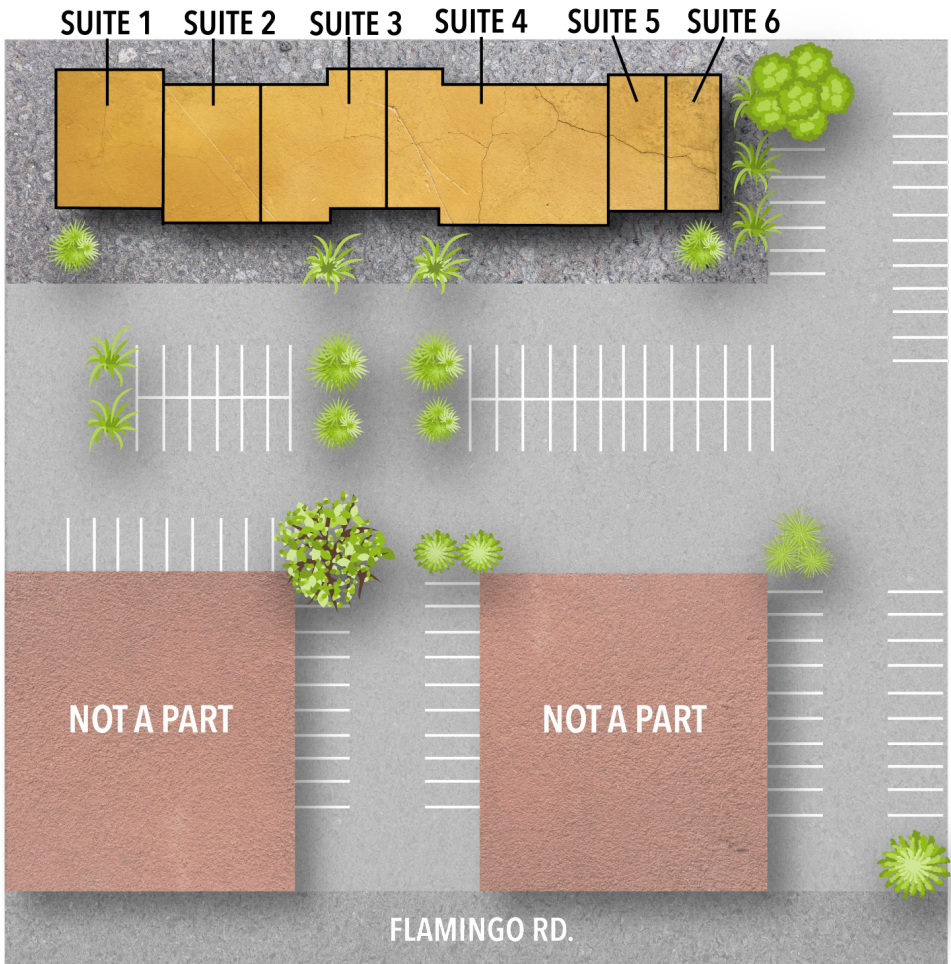 SUITE 1
SUITE 2
SUITE 3
SUITE 4
SUITE 5
SUITE 6
NOT A PART
NOT A PART
FLAMINGO RD.